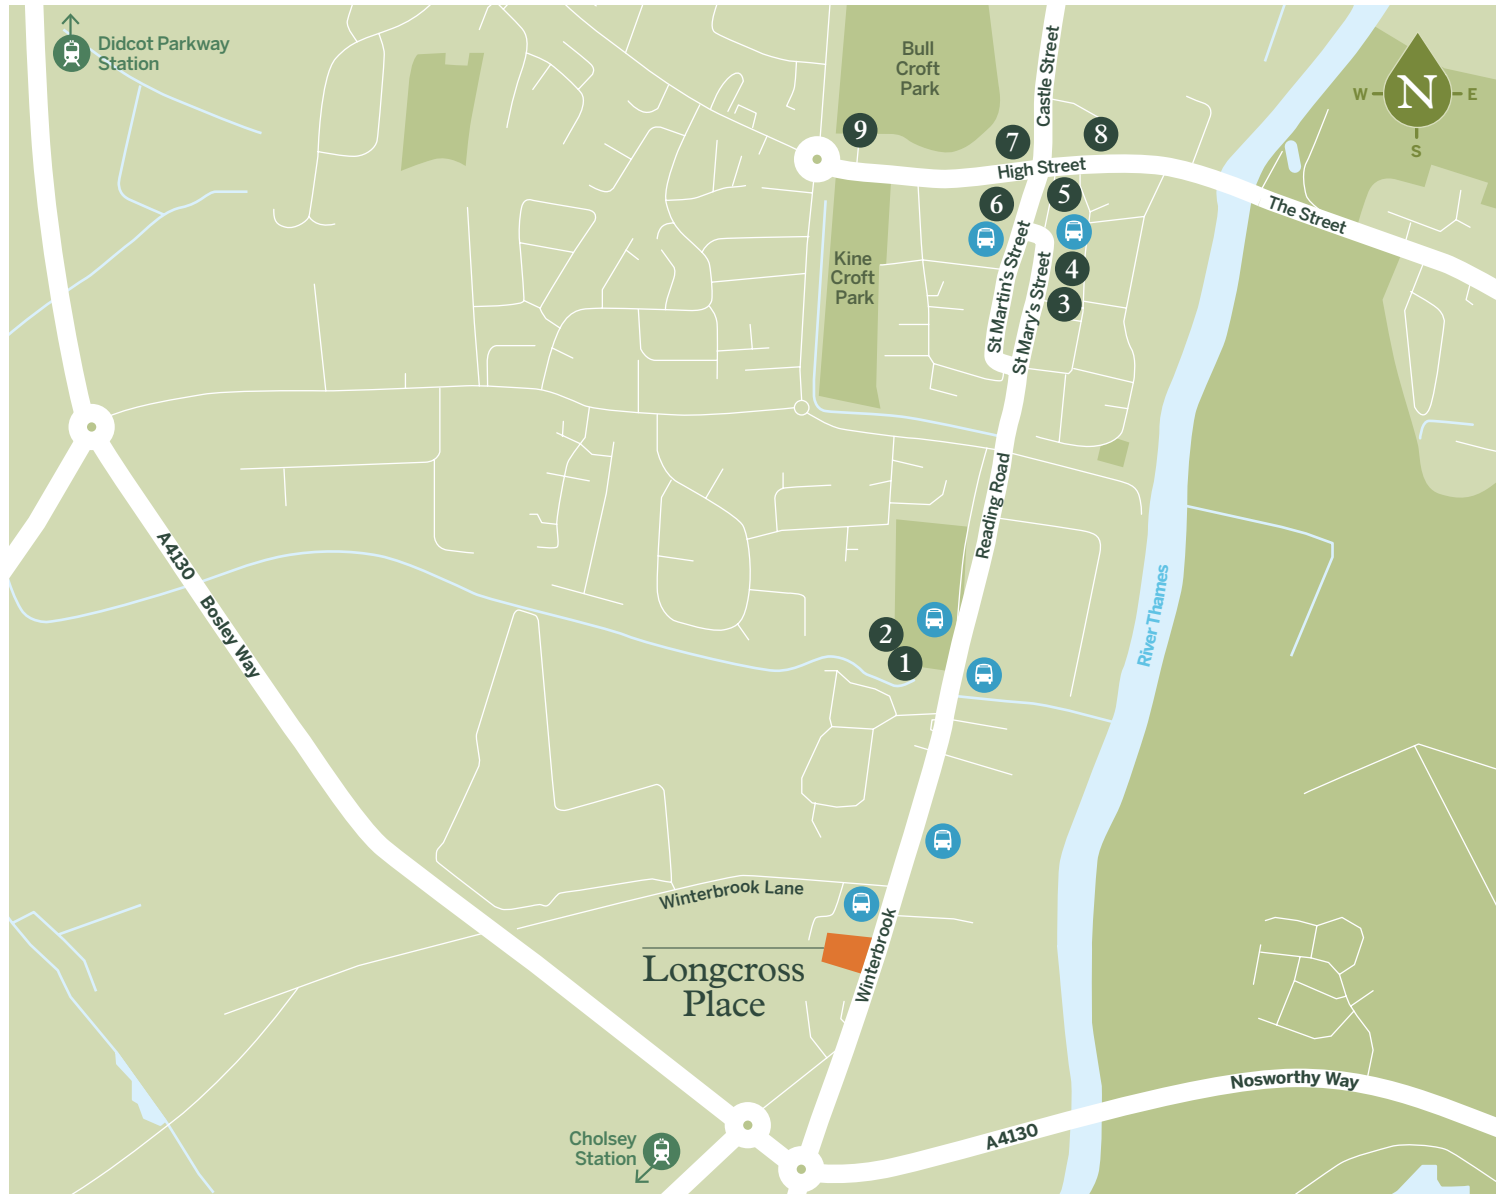 Didcot Parkway
Station
Bull
Croft
Park
Castle Street
N
W
E
S
9
7
8
High Street
The Street
6
5
Kine
Croft
Park
St Martin's Street
St Mary's Street
4
3
Reading Road
A4130
Bosley Way
River Thames
2
1
Winterbrook Lane
Winterbrook
Longcross
Place
Nosworthy Way
A4130
Cholsey
Station